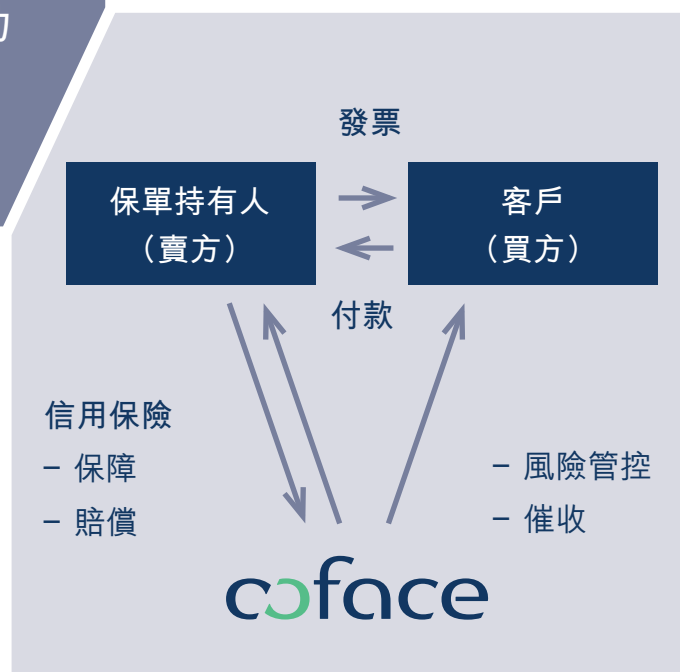 發票
保單持有人
（賣方）
客戶
（買方）
付款
信用保險
– 保障
– 賠償
– 風險管控
– 催收
coface